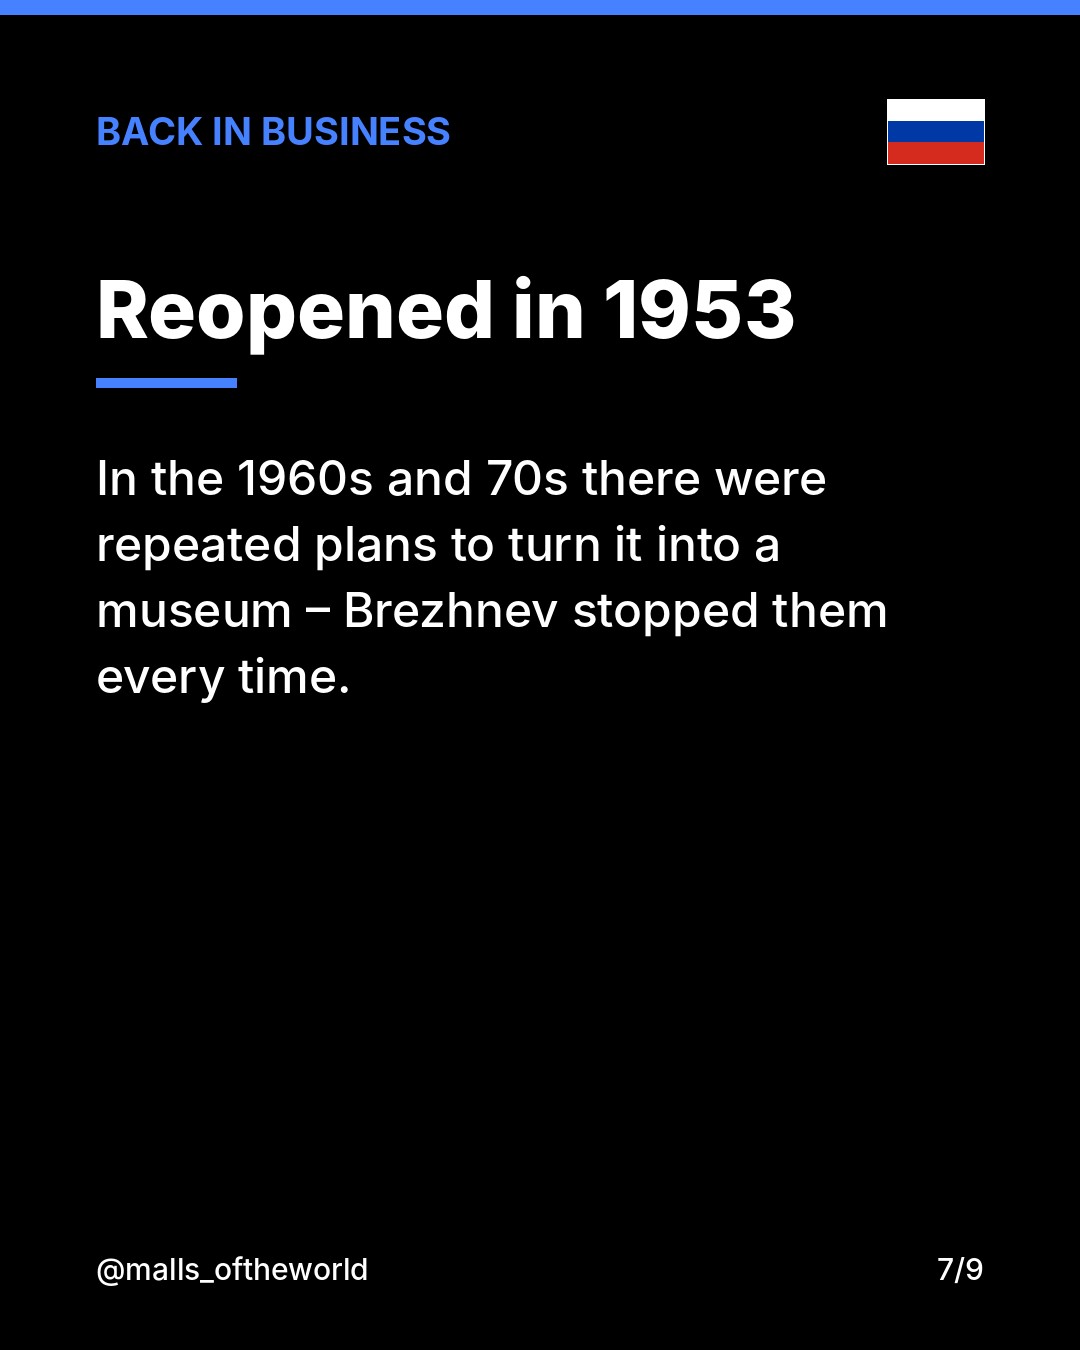 BACK IN BUSINESS
Reopened in 1953
In the 1960s and 70s there were
repeated plans to turn it into a
museum – Brezhnev stopped them
every time.
@malls_oftheworld
7/9